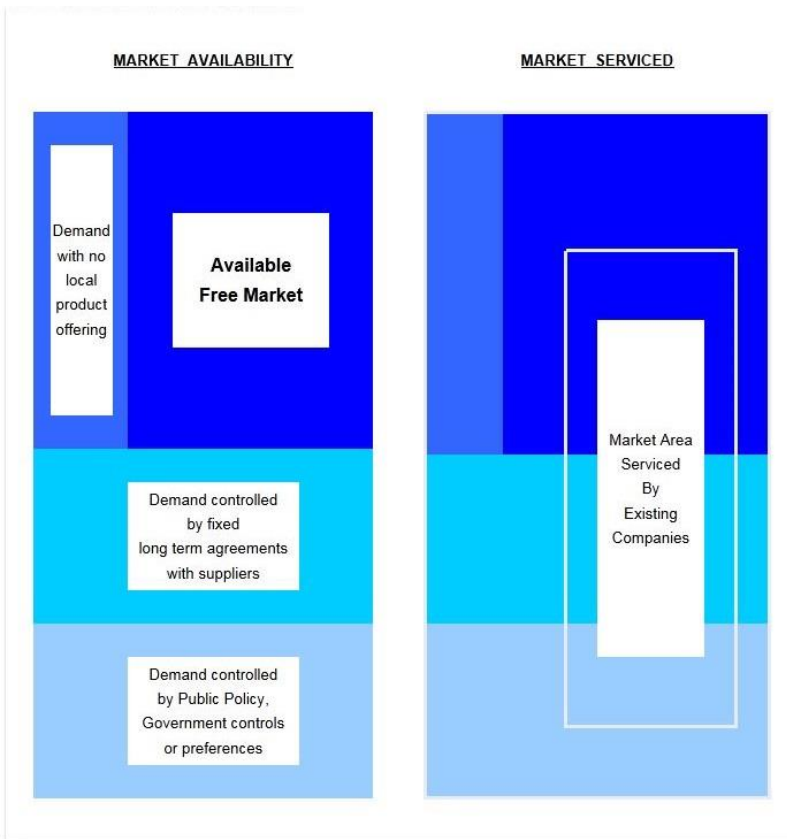 MARKET AVAILABILITY
MARKET SERVICED
Demand
with no
local
product
offering
Available
Free Market
Demand controlled
by fixed
long term agreements
with suppliers
Demand controlled
by Public Policy,
Government controls
or preferences
Market Area
Serviced
By
Existing
Companies